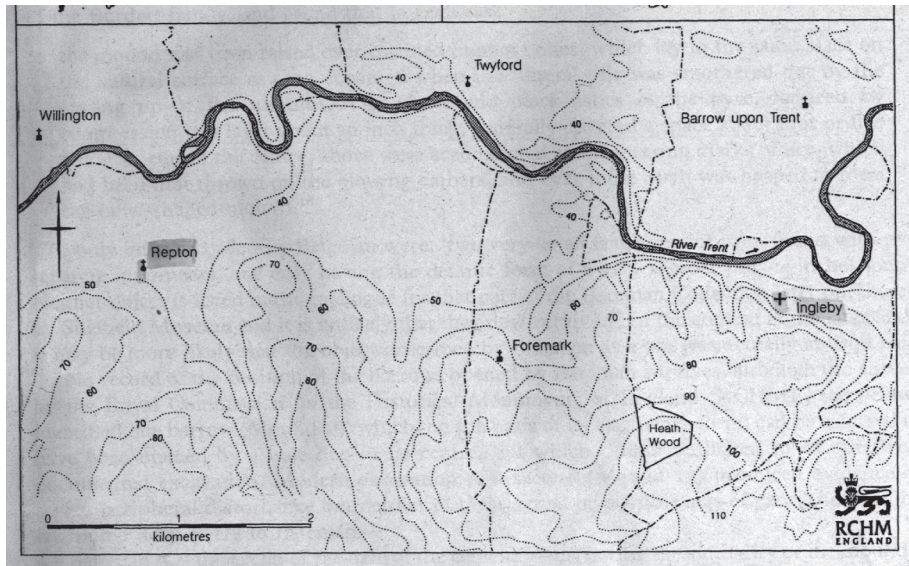 40
Twyford
Willington
40
Barrow upon Trent
40
40
River Trent
Repton
50
70
50
60
Ingleby
60
70
70
Foremark
80
70
60
80
90
70
80
Heath
Wood
100
110
0 1 2
kilometres
RCHM
ENGLAND